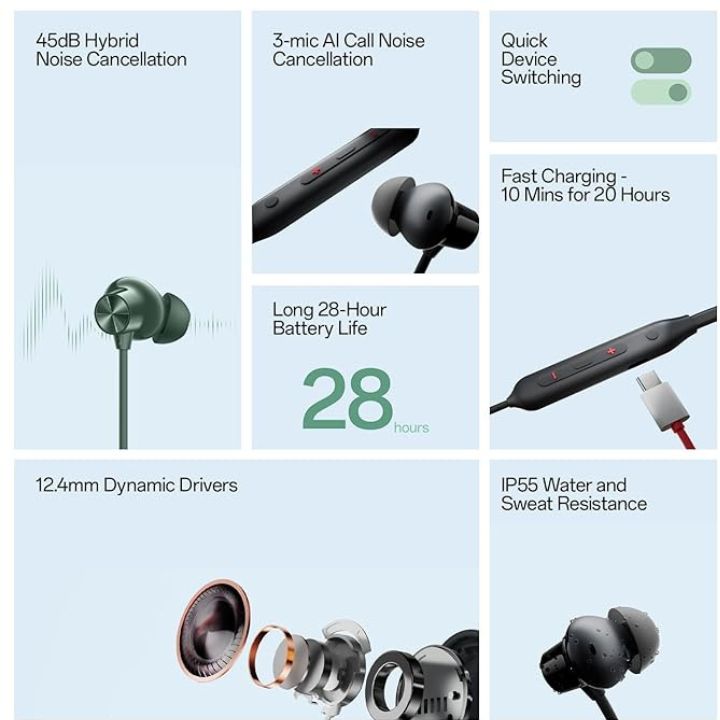 45dB Hybrid
Noise Cancellation
3-mic AI Call Noise
Cancellation
Quick
Device
Switching
Fast Charging -
10 Mins for 20 Hours
Long 28-Hour
Battery Life
28 hours
12.4mm Dynamic Drivers
IP55 Water and
Sweat Resistance